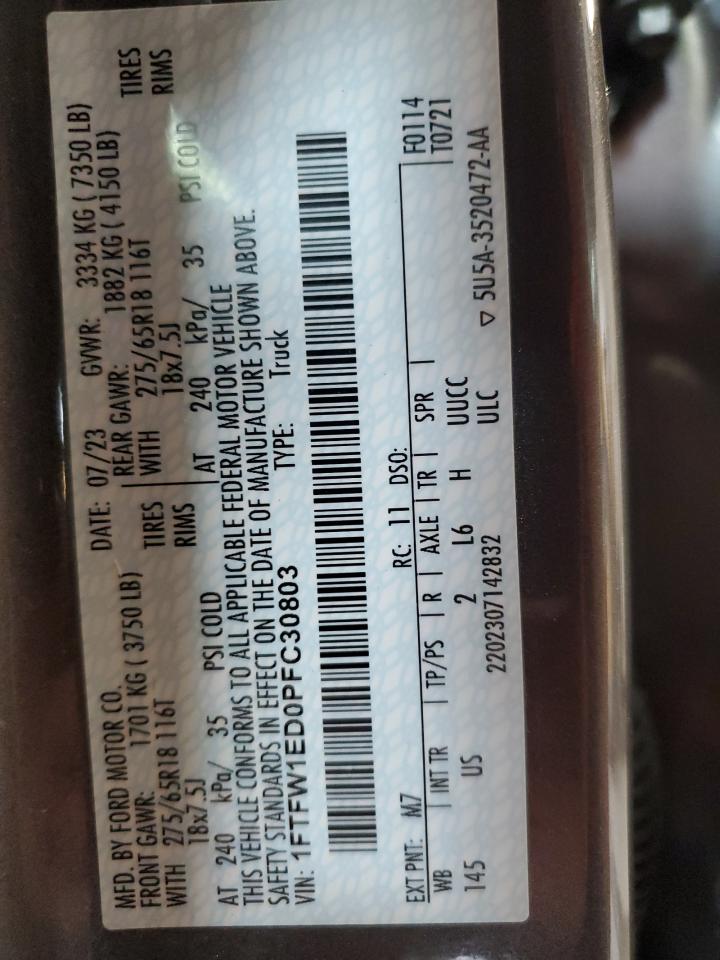 MFD. BY FORD MOTOR CO. DATE: 07/23 GVWR: 3334 KG ( 7350 LB)
FRONT GAWR: 1701 KG ( 3750 LB) REAR GAWR: 1882 KG ( 4150 LB)
WITH 275/65R18 116T TIRES WITH 275/65R18 116T TIRES
18x7.5J RIMS 18x7.5J RIMS
AT 240 kPa/ 35 PSI COLD AT 240 kPa/ 35 PSI COLD
THIS VEHICLE CONFORMS TO ALL APPLICABLE FEDERAL MOTOR VEHICLE
SAFETY STANDARDS IN EFFECT ON THE DATE OF MANUFACTURE SHOWN ABOVE.
VIN: 1FTFW1ED0PFC30803 TYPE: Truck
EXT PNT: M7 RC: 11 DSO: F0114
WB | INT TR | TP/PS | R | AXLE | TR | SPR | T0721
145 US 2 L6 H UUCC
ULC
2202307142832 ▽ 5U5A-3520472-AA